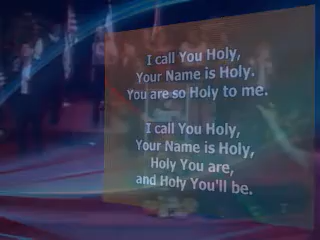 I call You Holy,
Your Name is Holy.
You are so Holy to me.
I call You Holy,
Your Name is Holy,
Holy You are,
and Holy You'll be.